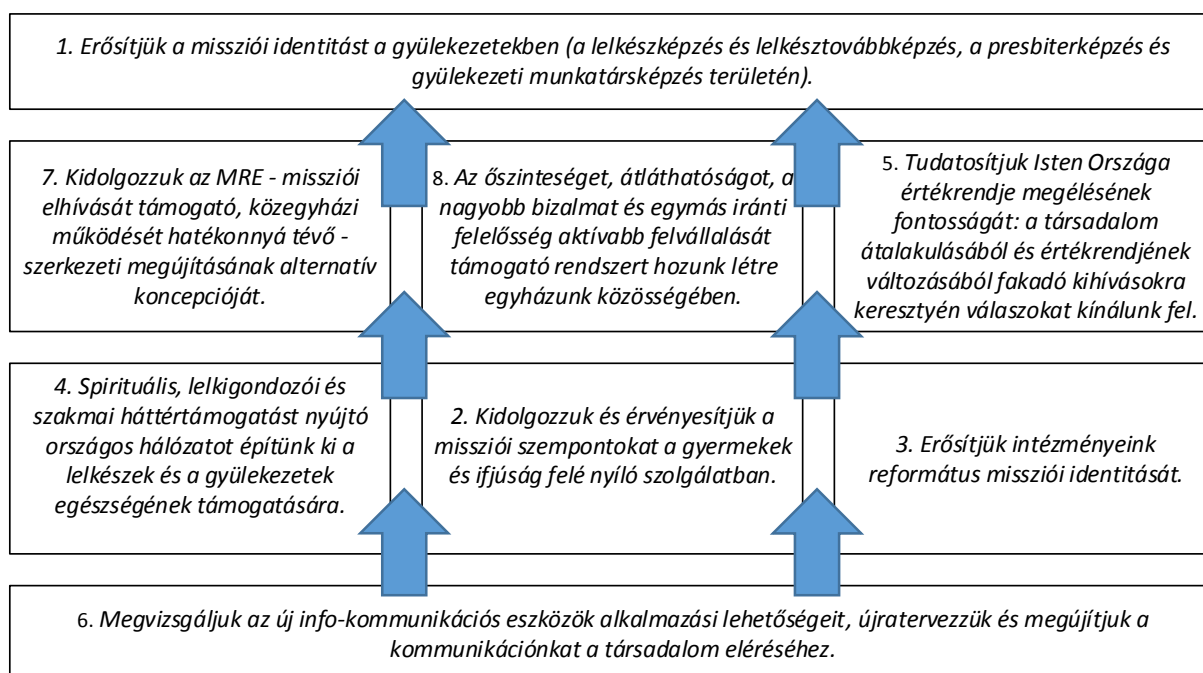 1. Erősítjük a missziói identitást a gyülekezetekben (a lelkészképzés és lelkésztovábbképzés, a presbiterképzés és
gyülekezeti munkatársképzés területén).
7. Kidolgozzuk az MRE - missziói
elhívását támogató, közegyházi
működését hatékonnyá tévő -
szerkezeti megújításának alternatív
koncepcióját.
8. Az őszinteséget, átláthatóságot, a
nagyobb bizalmat és egymás iránti
felelősség aktívabb felvállalását
támogató rendszert hozunk létre
egyházunk közösségében.
5. Tudatosítjuk Isten Országa
értékrendje megélésének
fontosságát: a társadalom
átalakulásából és értékrendjének
változásából fakadó kihívásokra
keresztyén válaszokat kínálunk fel.
4. Spirituális, lelkigondozói és
szakmai háttértámogatást nyújtó
országos hálózatot építünk ki a
lelkészek és a gyülekezetek
egészségének támogatására.
2. Kidolgozzuk és érvényesítjük a
missziói szempontokat a gyermekek
és ifjúság felé nyíló szolgálatban.
3. Erősítjük intézményeink
református missziói identitását.
6. Megvizsgáljuk az új info-kommunikációs eszközök alkalmazási lehetőségeit, újratervezzük és megújítjuk a
kommunikációnkat a társadalom eléréséhez.